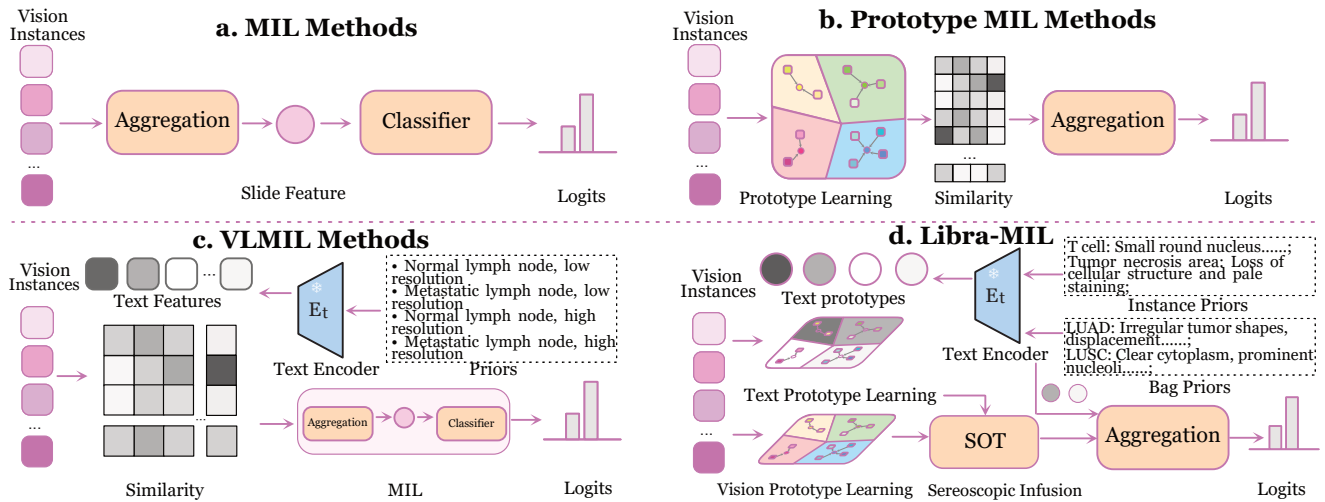 a. MIL Methods
Vision
Instances
...
Aggregation
Classifier
Slide Feature
Logits
b. Prototype MIL Methods
Vision
Instances
...
Prototype Learning
...
Similarity
Aggregation
Logits
c. VLMIL Methods
Vision
Instances
...
...
Text Features
Et
Text Encoder
• Normal lymph node, low
resolution
• Metastatic lymph node, low
resolution
• Normal lymph node, high
resolution
• Metastatic lymph node, high
resolution
Priors
...
Similarity
Aggregation
Classifier
MIL
Logits
d. Libra-MIL
Vision
Instances
...
Text prototypes
Et
Text Encoder
T cell: Small round nucleus......;
Tumor necrosis area; Loss of
cellular structure and pale
staining;
Instance Priors
LUAD: Irregular tumor shapes,
displacement......;
LUSC: Clear cytoplasm, prominent
nucleoli......;
Bag Priors
Text Prototype Learning
Vision Prototype Learning
SOT
Sereoscopic Infusion
Aggregation
Logits